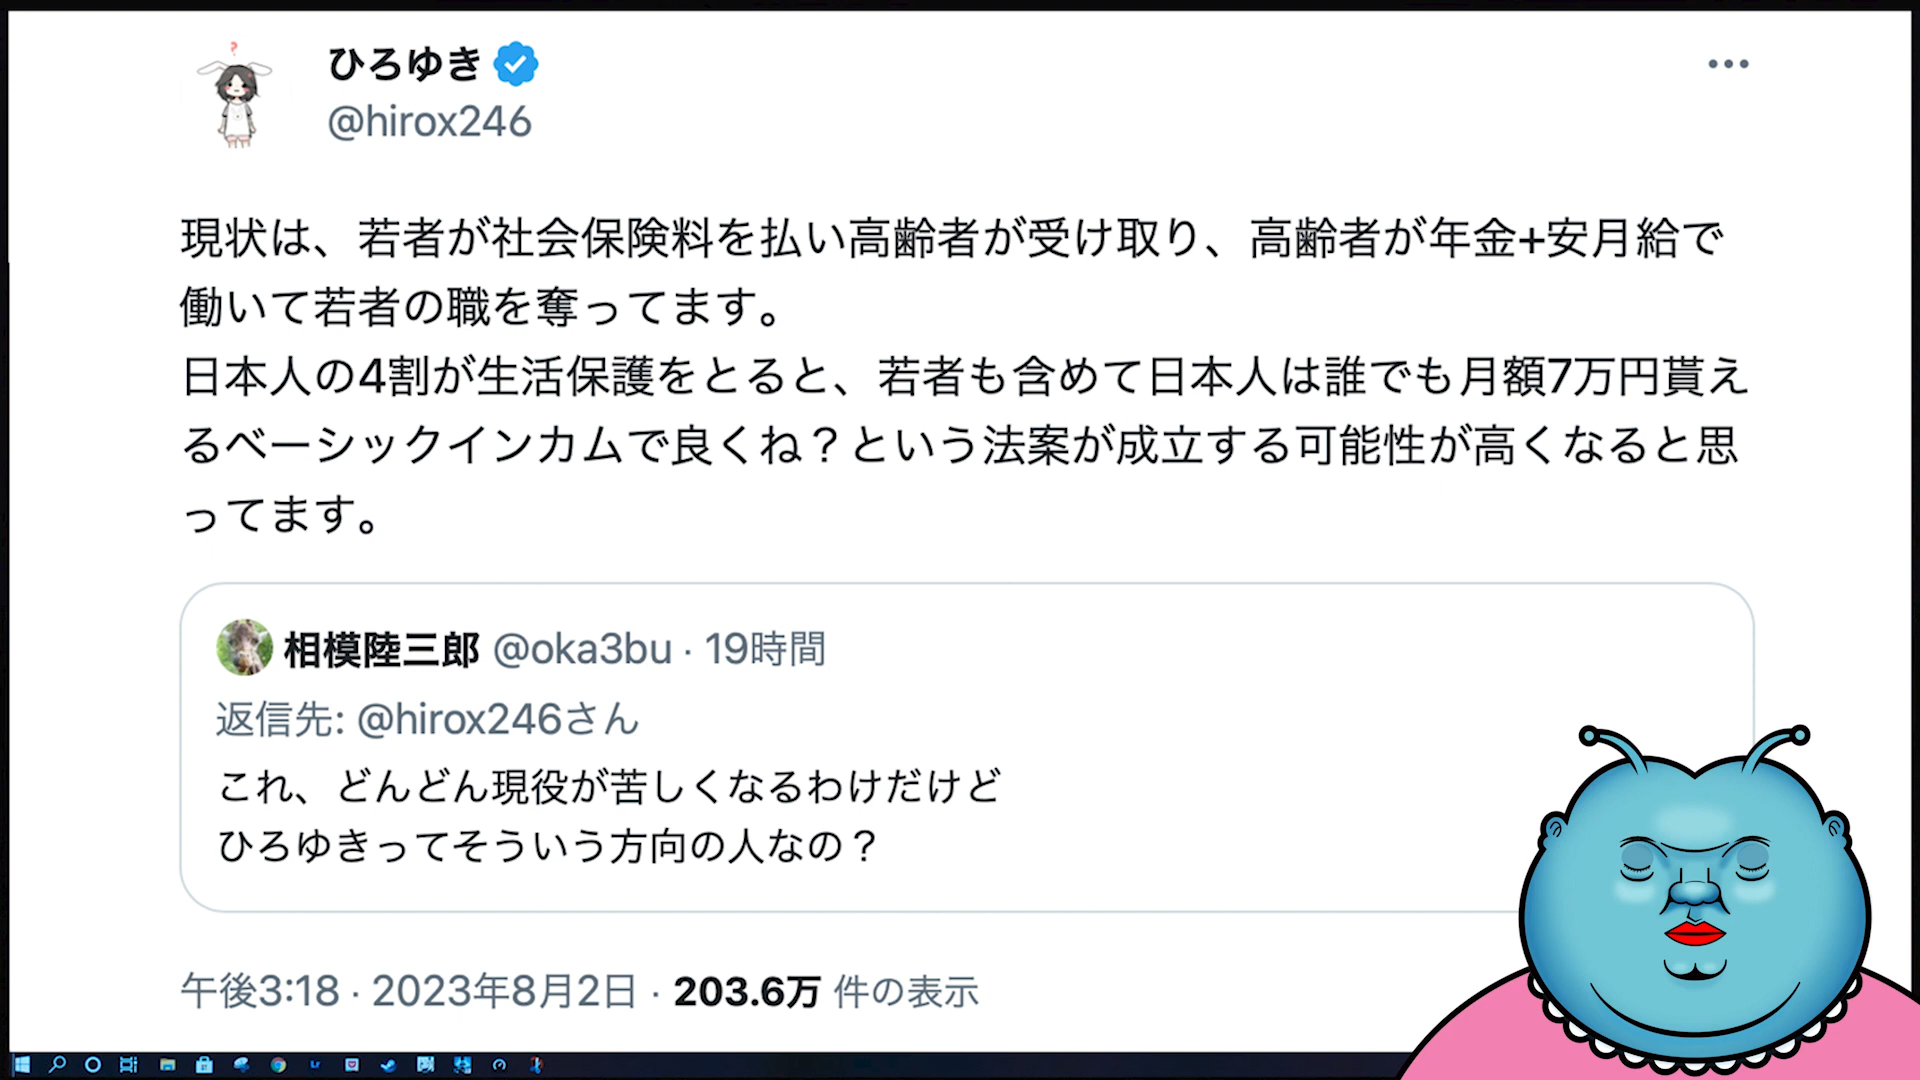 ひろゆき
@hirox246
現状は、若者が社会保険料を払い高齢者が受け取り、高齢者が年金+安月給で
働いて若者の職を奪ってます。
日本人の4割が生活保護をとると、若者も含めて日本人は誰でも月額7万円貰え
るベーシックインカムで良くね？という法案が成立する可能性が高くなると思
ってます。
相模陸三郎 @oka3bu · 19時間
返信先: @hirox246さん
これ、どんどん現役が苦しくなるわけだけど
ひろゆきってそういう方向の人なの？
午後3:18 · 2023年8月2日 · 203.6万 件の表示